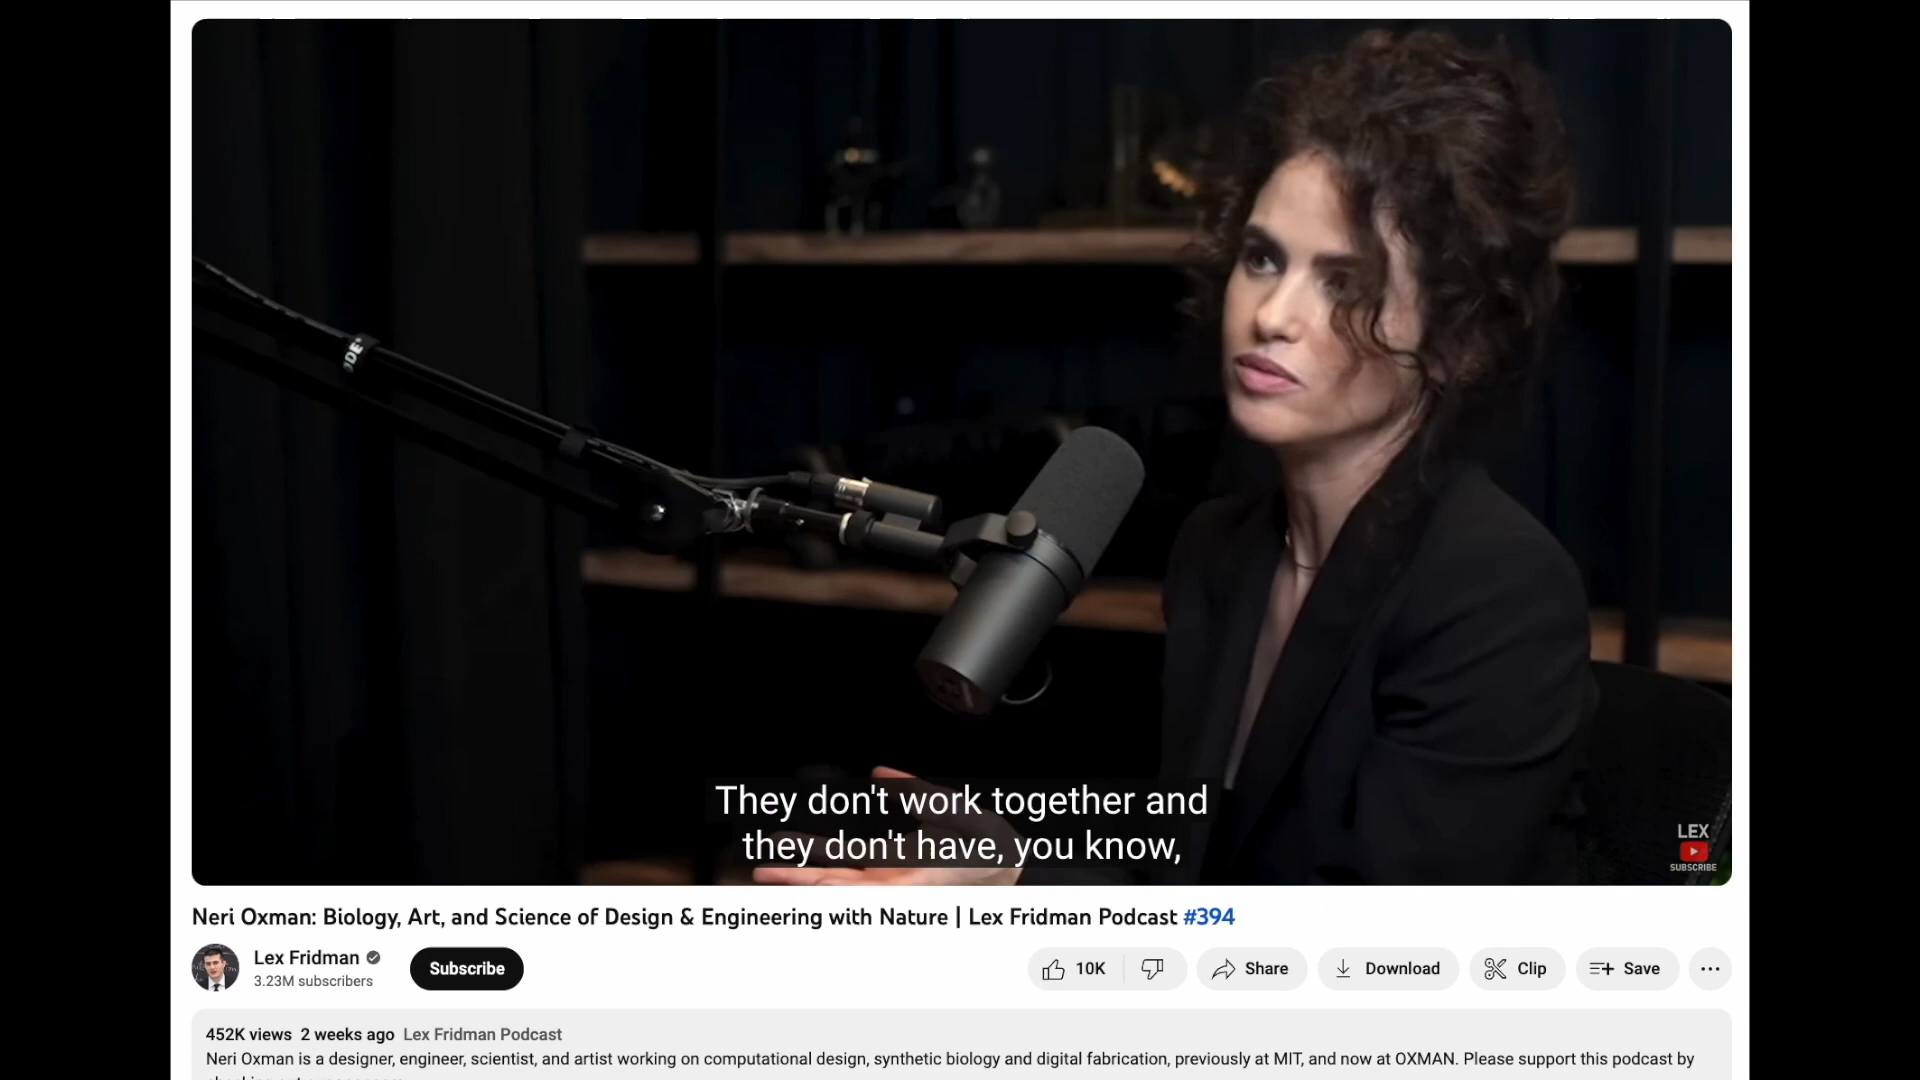 ODE
They don't work together and
they don't have, you know,
LEX
SUBSCRIBE
Neri Oxman: Biology, Art, and Science of Design & Engineering with Nature | Lex Fridman Podcast #394
Lex Fridman
3.23M subscribers
Subscribe
10K
Share
Download
Clip
Save
452K views 2 weeks ago Lex Fridman Podcast
Neri Oxman is a designer, engineer, scientist, and artist working on computational design, synthetic biology and digital fabrication, previously at MIT, and now at OXMAN. Please support this podcast by